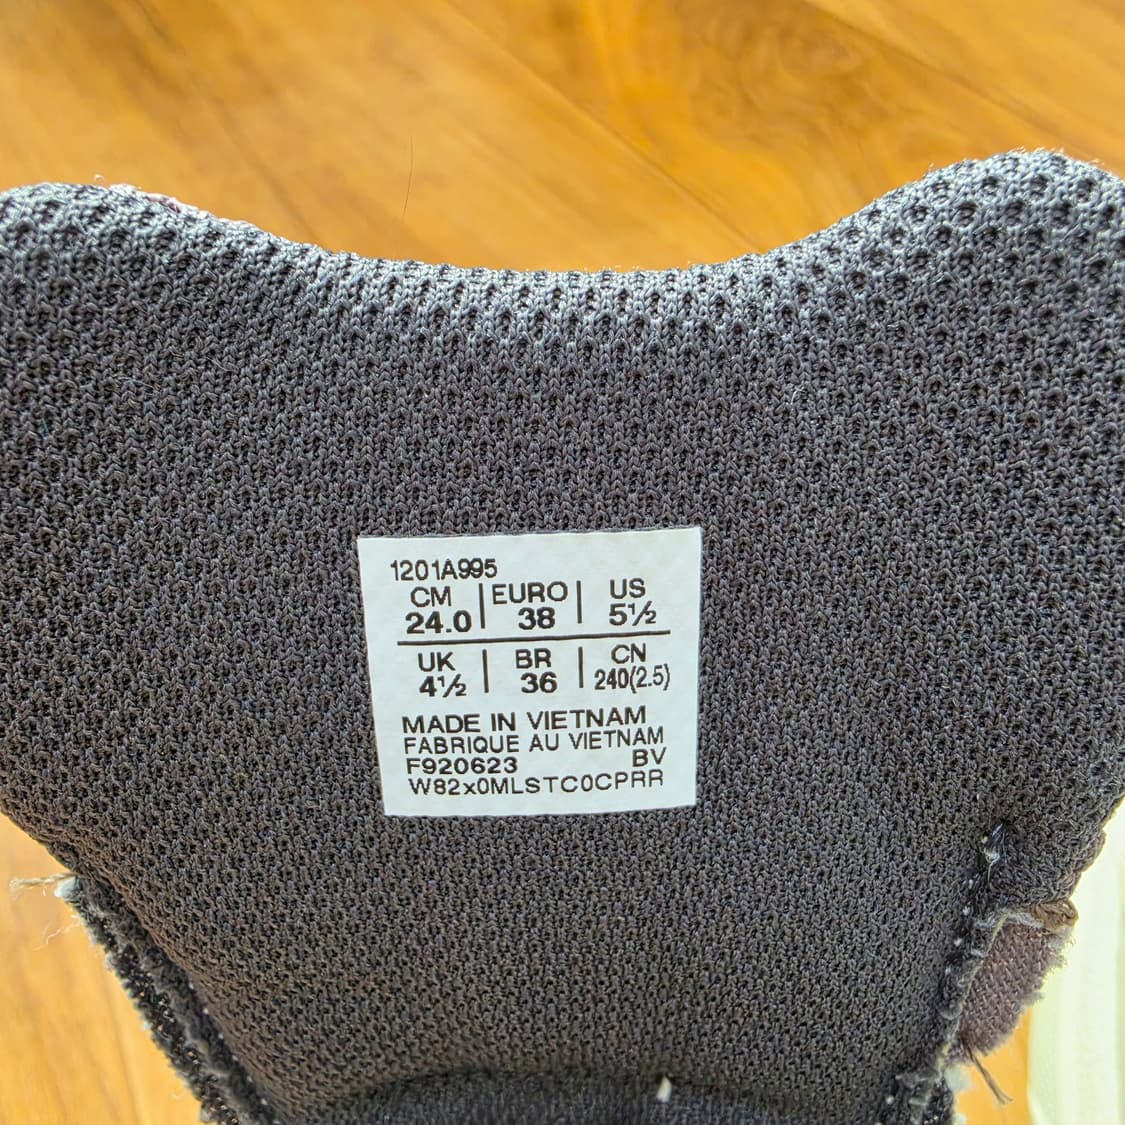 1201A995
CM | EURO | US
24.0 | 38 | 5½
UK | BR | CN
4½ | 36 | 240(2.5)
MADE IN VIETNAM
FABRIQUE AU VIETNAM
F920623 BV
W82x0MLSTC0CPRR